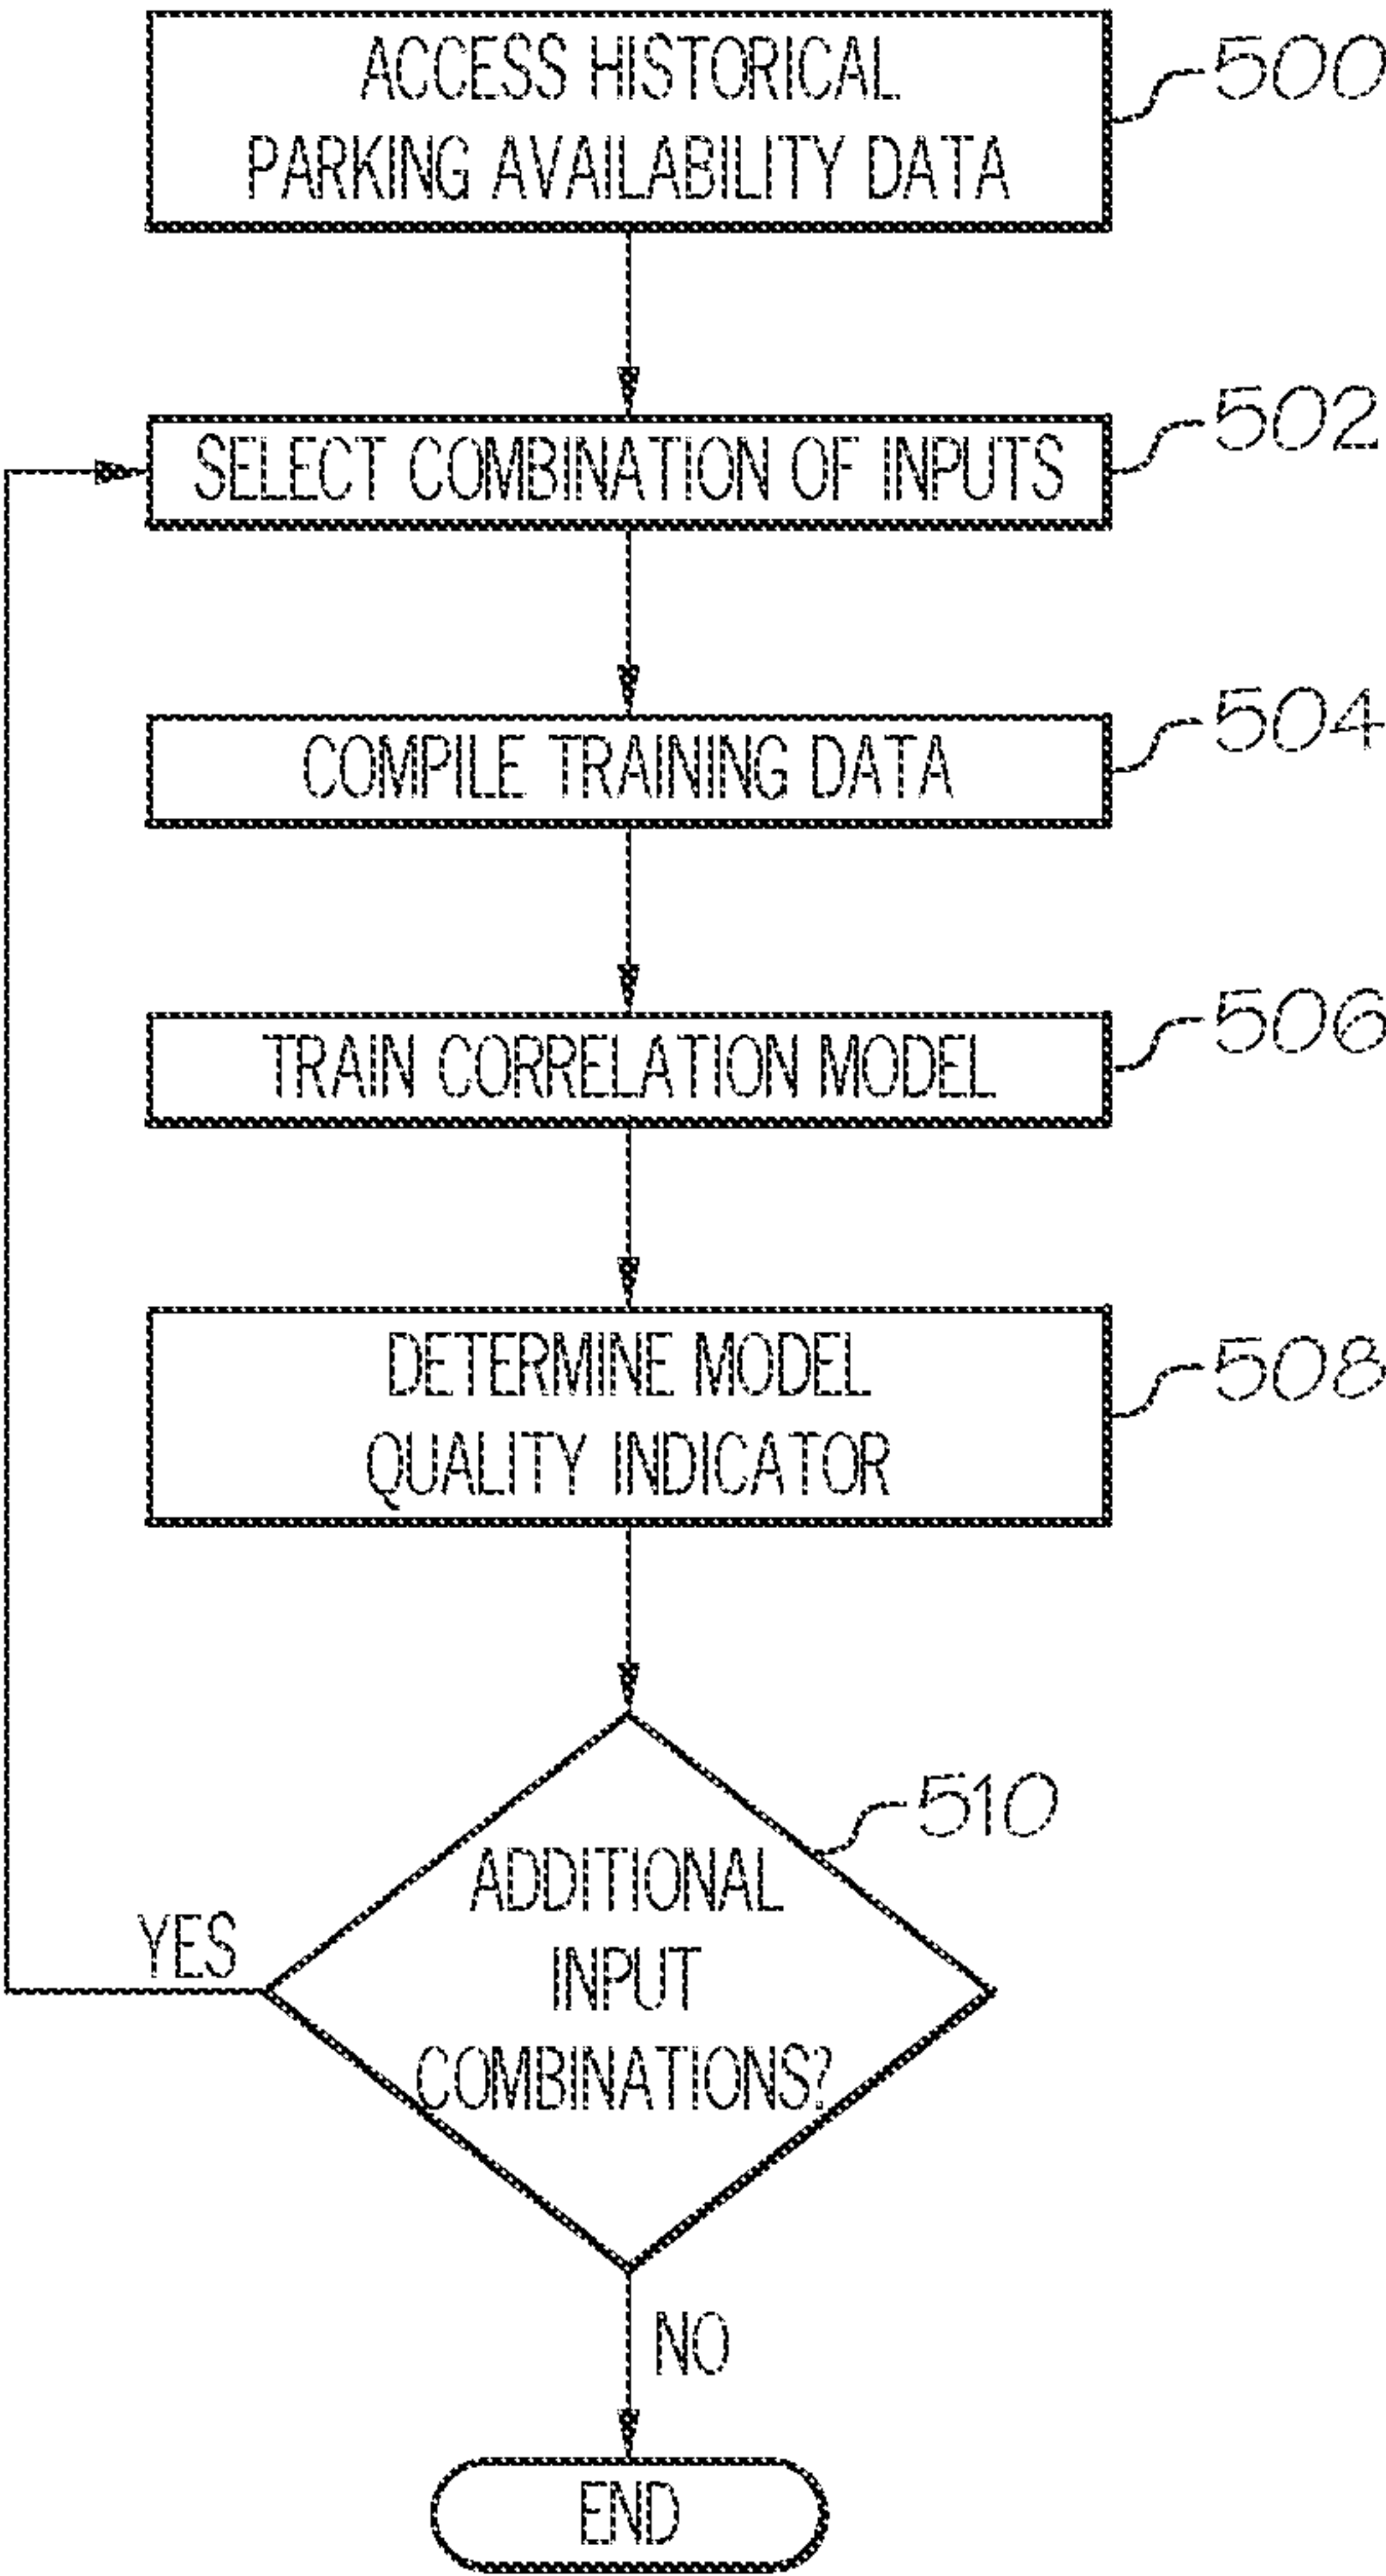 ACCESS HISTORICAL
PARKING AVAILABILITY DATA
500
SELECT COMBINATION OF INPUTS
502
COMPILE TRAINING DATA
504
TRAIN CORRELATION MODEL
506
DETERMINE MODEL
QUALITY INDICATOR
508
ADDITIONAL
INPUT
COMBINATIONS?
510
YES
NO
END